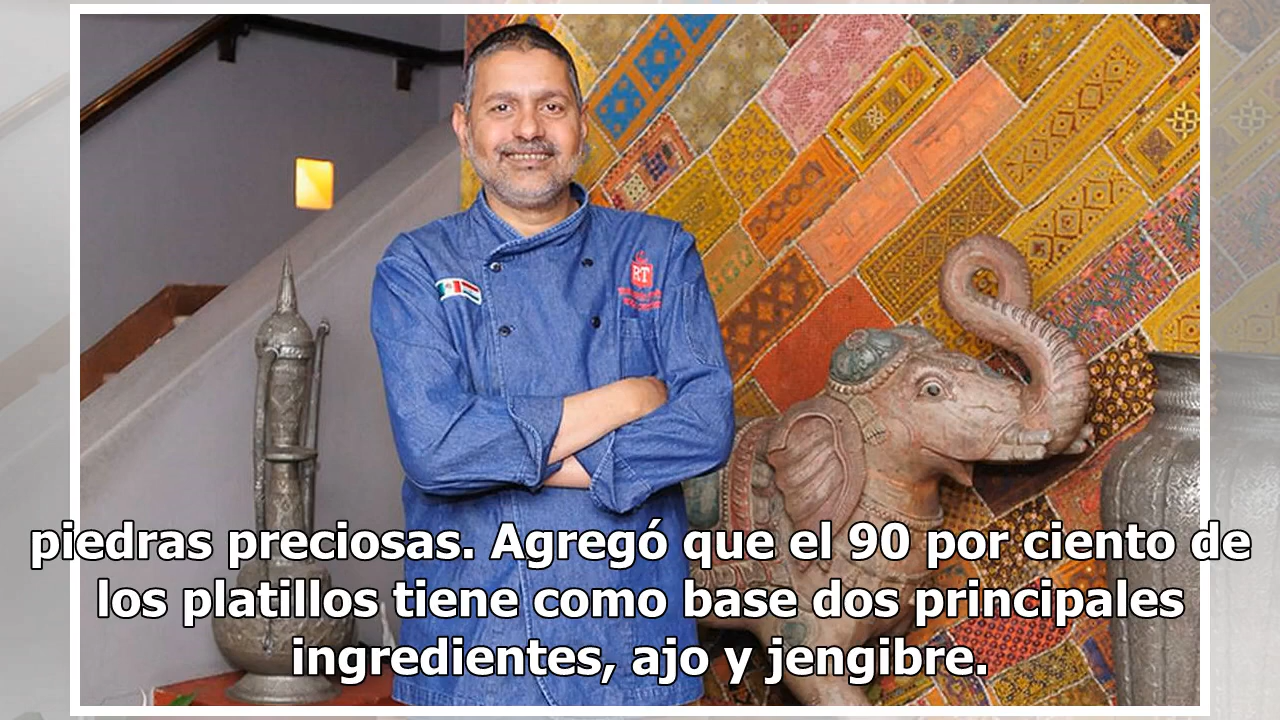 RT
piedras preciosas. Agregó que el 90 por ciento de
los platillos tiene como base dos principales
ingredientes, ajo y jengibre.